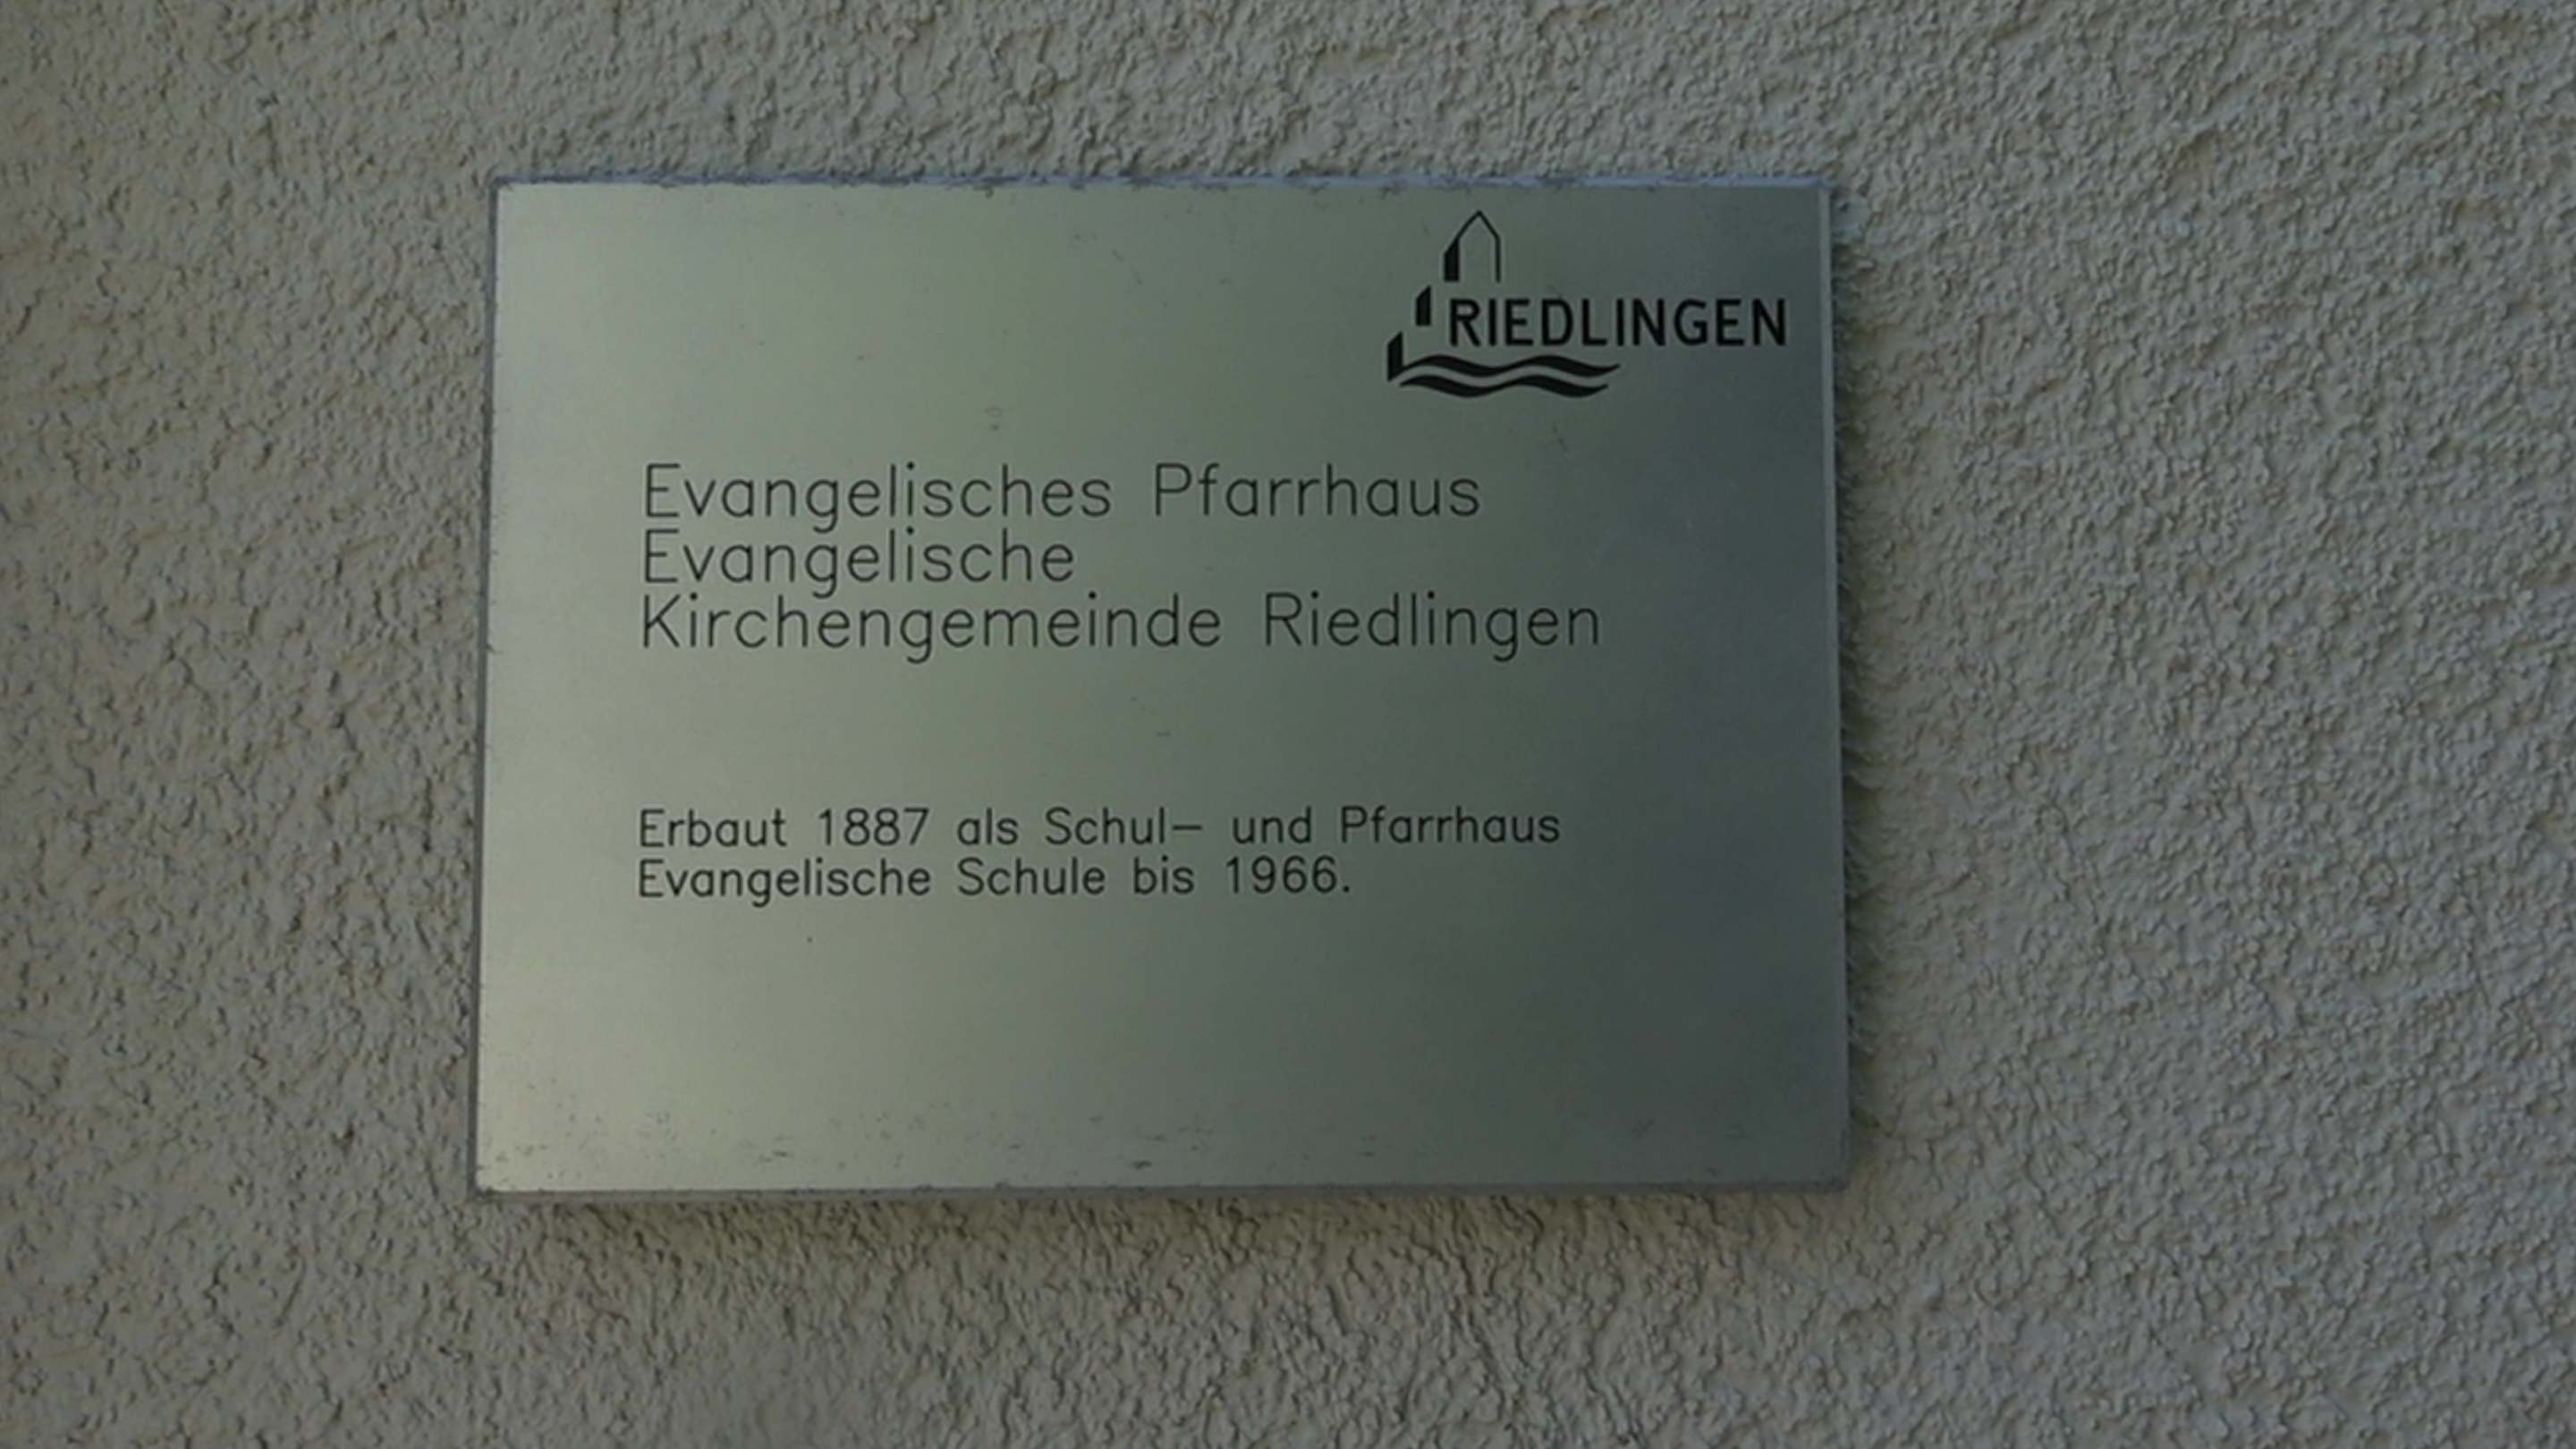 RIEDLINGEN
Evangelisches Pfarrhaus
Evangelische
Kirchengemeinde Riedlingen
Erbaut 1887 als Schul- und Pfarrhaus
Evangelische Schule bis 1966.